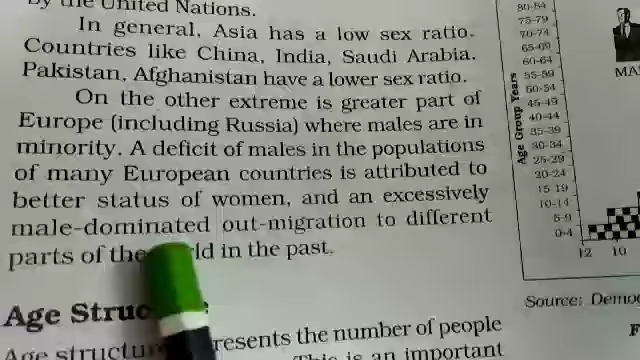 by the United Nations.
In general, Asia has a low sex ratio.
Countries like China, India, Saudi Arabia.
Pakistan, Afghanistan have a lower sex ratio.
On the other extreme is greater part of
Europe (including Russia) where males are in
minority. A deficit of males in the populations
of many European countries is attributed to
better status of women, and an excessively
male-dominated out-migration to different
parts of the ld in the past.
Age Struc
Age structu resents the number of people
This is an important
Age Group Years
80-84
75-79
70-74
65-69
60-64
55-59
50-54
45-49
40-44
35-39
30-34
25-29
20-24
15-19
10-14
5-9
0-4
12 10
MA
Source: Demo
F